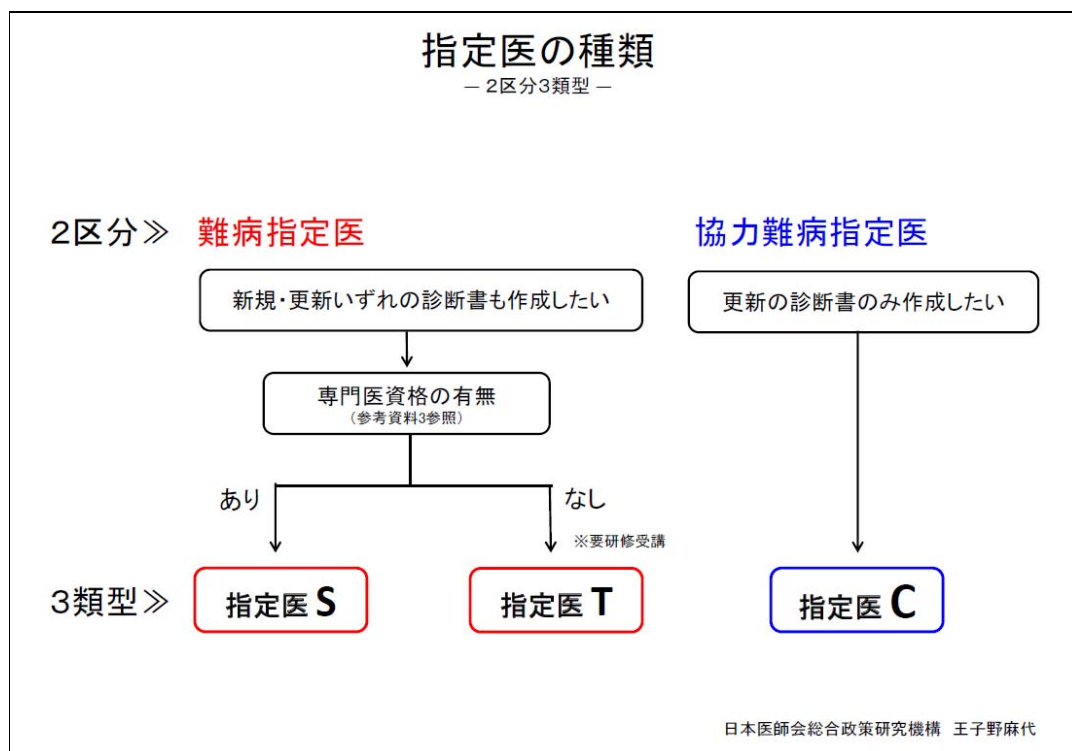 指定医の種類
― 2区分3類型 ―
2区分≫ 難病指定医 協力難病指定医
新規・更新いずれの診断書も作成したい 更新の診断書のみ作成したい
専門医資格の有無
(参考資料3参照)
あり なし
※要研修受講
3類型≫ 指定医 S 指定医 T 指定医 C
日本医師会総合政策研究機構 王子野麻代